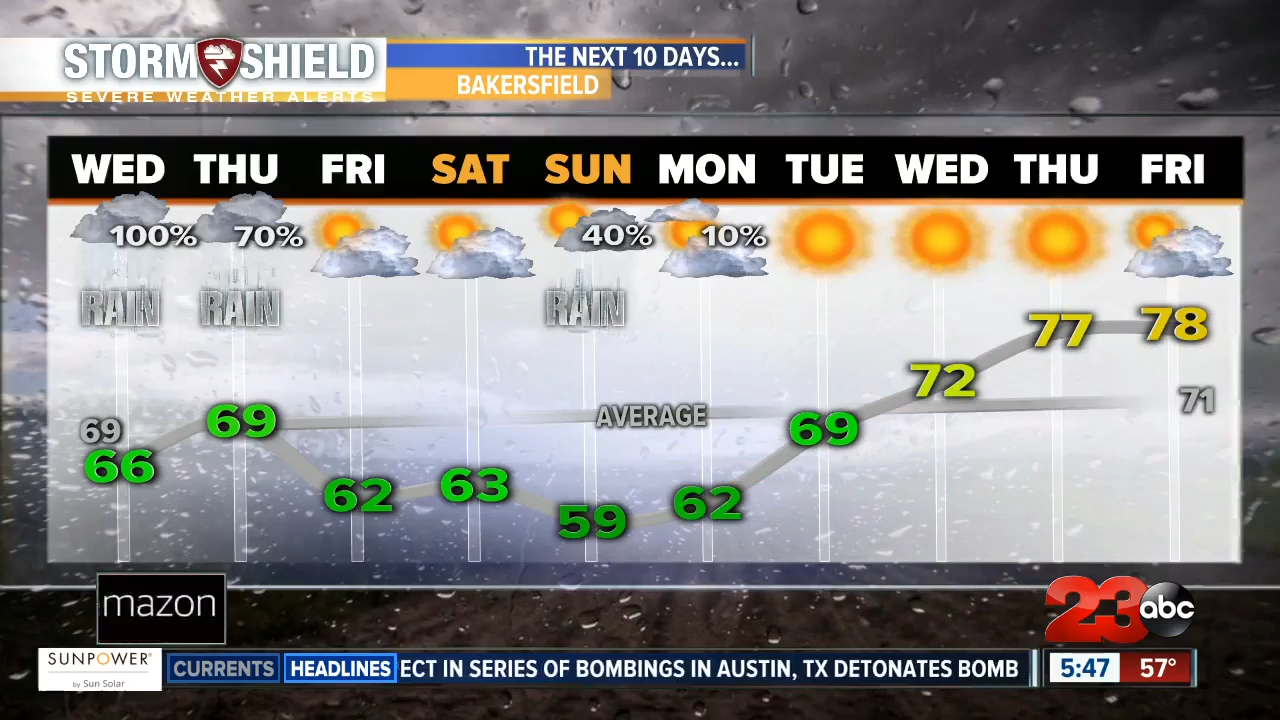 STORM SHIELD
SEVERE WEATHER ALERTS
THE NEXT 10 DAYS...
BAKERSFIELD
WED THU FRI SAT SUN MON TUE WED THU FRI
100% 70% 40% 10%
RAIN RAIN RAIN
77 78
72
71
AVERAGE
69
69 69
66 62 63 59 62
mazon
23 abc
SUNPOWER®
by Sun Solar
CURRENTS HEADLINES ECT IN SERIES OF BOMBINGS IN AUSTIN, TX DETONATES BOMB
5:47 57°